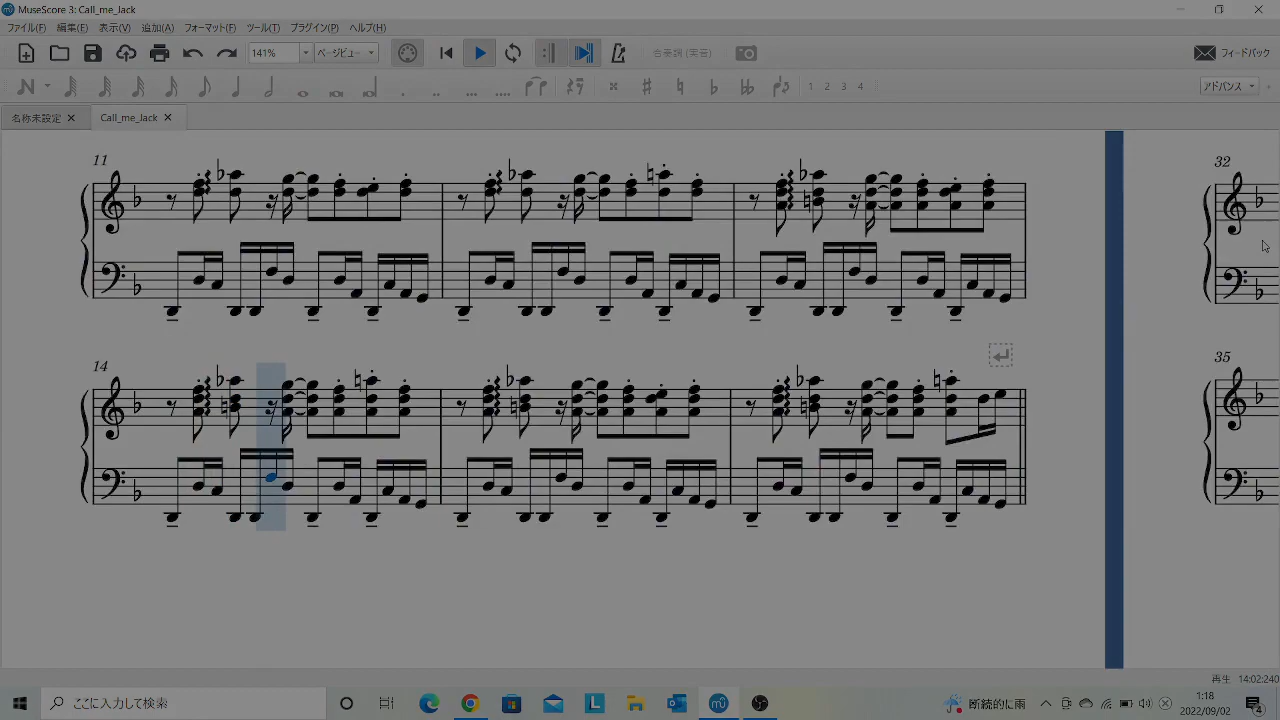 MuseScore 3: Call_me_Jack
ファイル(F) 編集(E) 表示(V) 追加(A) フォーマット(F) ツール(T) プラグイン(P) ヘルプ(H)
141% ページビュー 合奏調 (実音) フィードバック
1 2 3 4 アドバンス
名称未設定 Call_me_Jack
11
32
14
35
再生 14:02:240
ここに入力して検索
断続的に雨
1:18
2022/09/02
4